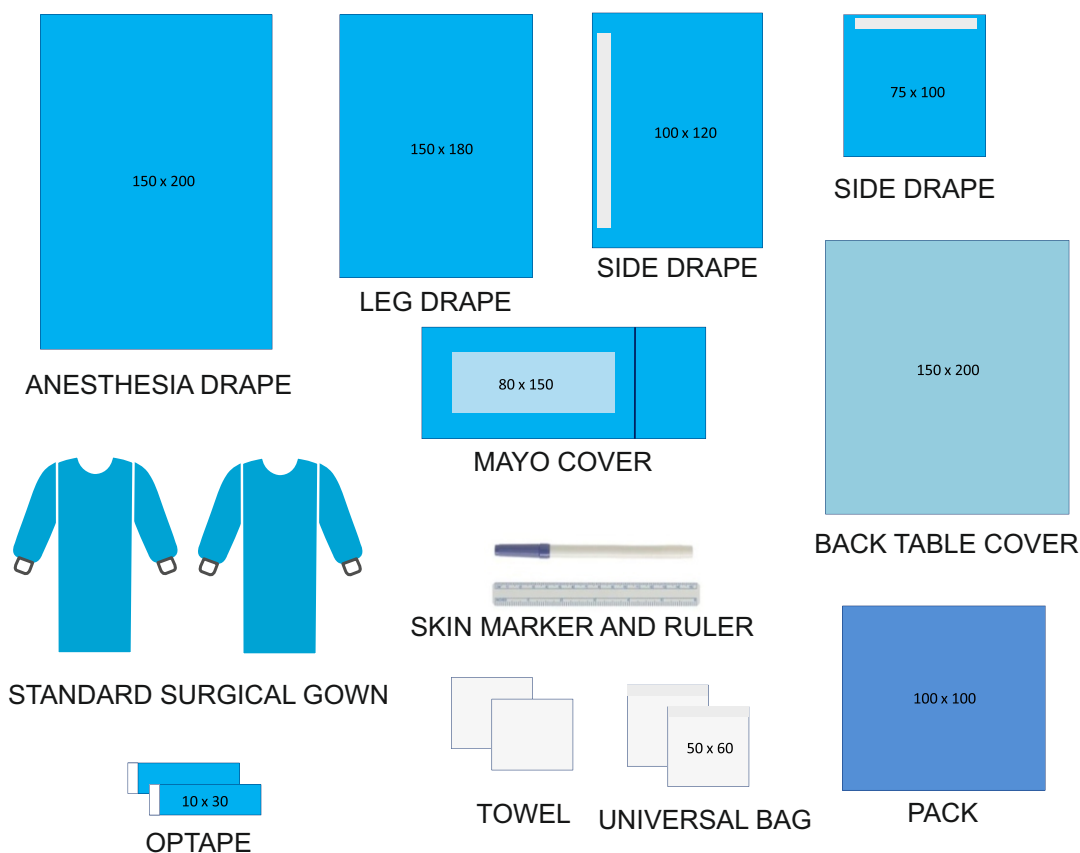 150 x 200
ANESTHESIA DRAPE
150 x 180
LEG DRAPE
100 x 120
SIDE DRAPE
75 x 100
SIDE DRAPE
80 x 150
MAYO COVER
150 x 200
BACK TABLE COVER
STANDARD SURGICAL GOWN
SKIN MARKER AND RULER
10 x 30
OPTAPE
TOWEL
50 x 60
UNIVERSAL BAG
100 x 100
PACK